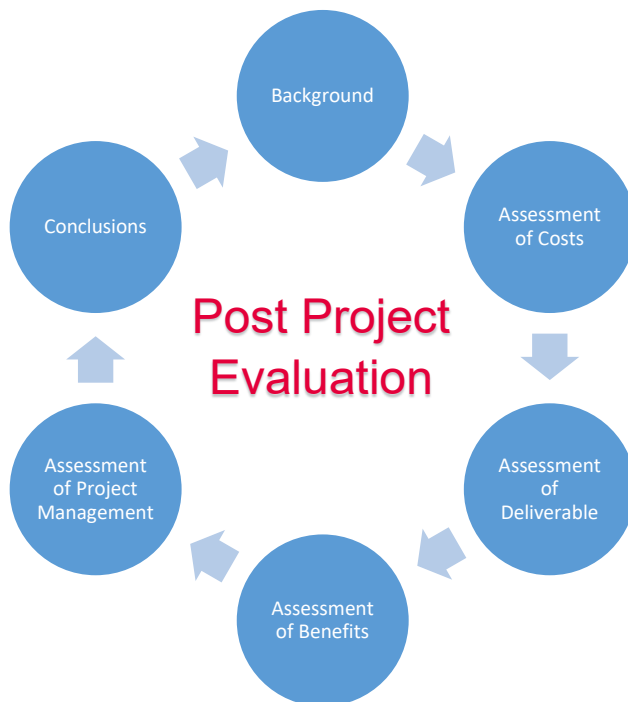 Background
Assessment
of Costs
Assessment
of
Deliverable
Assessment
of Benefits
Assessment
of Project
Management
Conclusions
Post Project
Evaluation